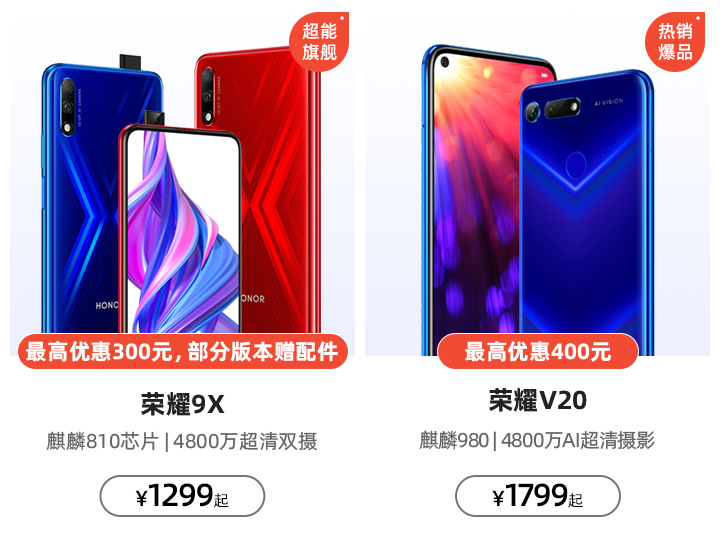 超能
旗舰
HONOR
HONOR
最高优惠300元，部分版本赠配件
荣耀9X
麒麟810芯片 | 4800万超清双摄
¥1299起
热销
爆品
AI VISION
最高优惠400元
荣耀V20
麒麟980 | 4800万AI超清摄影
¥1799起